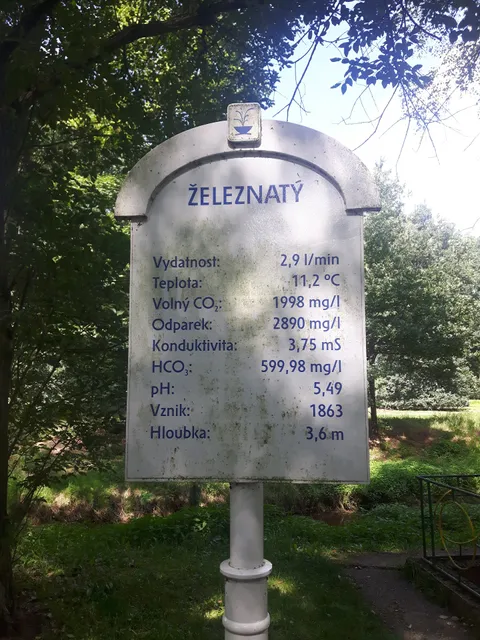 ŽELEZNATÝ
Vydatnost: 2,9 l/min
Teplota: 11,2 ºC
Volný CO₂: 1998 mg/l
Odparek: 2890 mg/l
Konduktivita: 3,75 mS
HCO₃: 599,98 mg/l
pH: 5,49
Vznik: 1863
Hloubka: 3,6 m